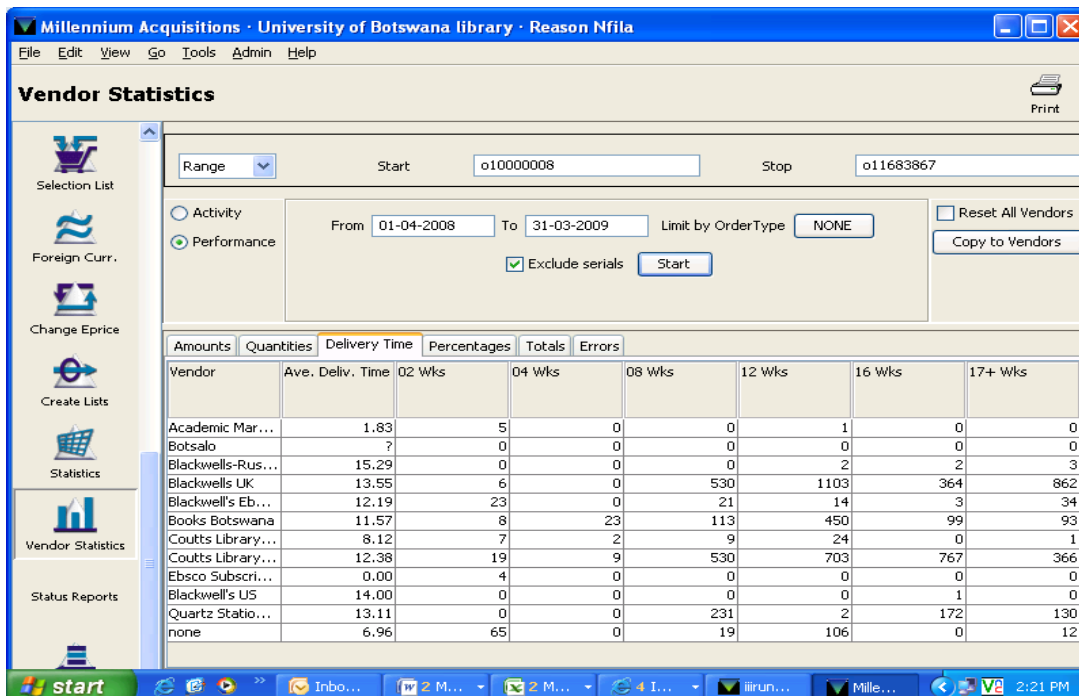 Millennium Acquisitions · University of Botswana library · Reason Nfila
File Edit View Go Tools Admin Help
Vendor Statistics
Print
Selection List
Foreign Curr.
Change Eprice
Create Lists
Statistics
Vendor Statistics
Status Reports
Range Start o10000008 Stop o11683867
Activity
Performance
From 01-04-2008 To 31-03-2009 Limit by OrderType NONE
Exclude serials Start
Reset All Vendors
Copy to Vendors
Amounts Quantities Delivery Time Percentages Totals Errors
Vendor Ave. Deliv. Time 02 Wks 04 Wks 08 Wks 12 Wks 16 Wks 17+ Wks
Academic Mar... 1.83 5 0 0 1 0 0
Botsalo ? 0 0 0 0 0 0
Blackwells-Rus... 15.29 0 0 0 2 2 3
Blackwells UK 13.55 6 0 530 1103 364 862
Blackwell's Eb... 12.19 23 0 21 14 3 34
Books Botswana 11.57 8 23 113 450 99 93
Coutts Library... 8.12 7 2 9 24 0 1
Coutts Library... 12.38 19 9 530 703 767 366
Ebsco Subscri... 0.00 4 0 0 0 0 0
Blackwell's US 14.00 0 0 0 0 1 0
Quartz Statio... 13.11 0 0 231 2 172 130
none 6.96 65 0 19 106 0 12
start Inbo... 2 M... 2 M... 4 I... iiirun... Mille... 2:21 PM